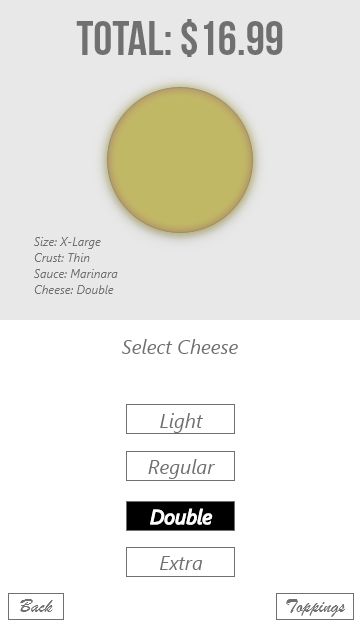 TOTAL: $16.99
Size: X-Large
Crust: Thin
Sauce: Marinara
Cheese: Double
Select Cheese
Light
Regular
Double
Extra
Back
Toppings